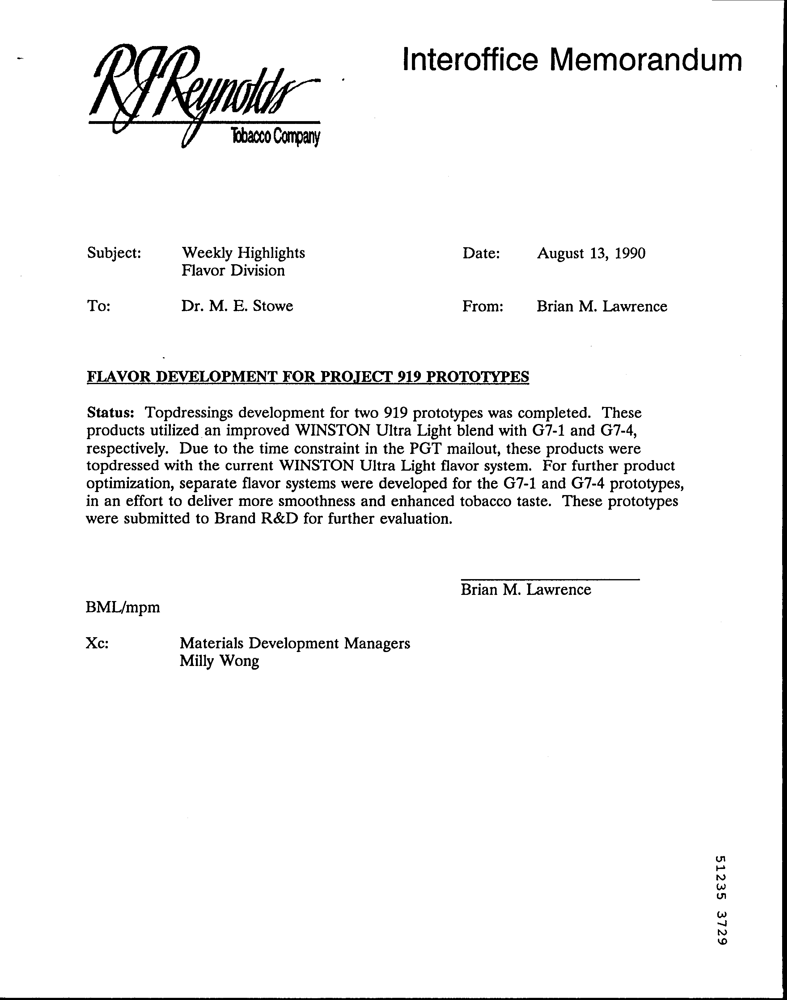 RJReynolds
Tobacco Company
Interoffice Memorandum
Subject: Weekly Highlights
Flavor Division
Date: August 13, 1990
To: Dr. M. E. Stowe
From: Brian M. Lawrence
FLAVOR DEVELOPMENT FOR PROJECT 919 PROTOTYPES
Status: Topdressings development for two 919 prototypes was completed. These
products utilized an improved WINSTON Ultra Light blend with G7-1 and G7-4,
respectively. Due to the time constraint in the PGT mailout, these products were
topdressed with the current WINSTON Ultra Light flavor system. For further product
optimization, separate flavor systems were developed for the G7-1 and G7-4 prototypes,
in an effort to deliver more smoothness and enhanced tobacco taste. These prototypes
were submitted to Brand R&D for further evaluation.
Brian M. Lawrence
BML/mpm
Xc: Materials Development Managers
Milly Wong
51235 3729